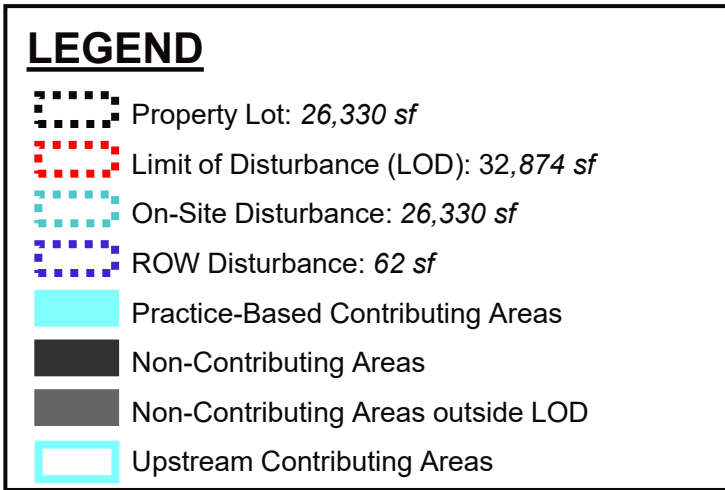 LEGEND
Property Lot: 26,330 sf
Limit of Disturbance (LOD): 32,874 sf
On-Site Disturbance: 26,330 sf
ROW Disturbance: 62 sf
Practice-Based Contributing Areas
Non-Contributing Areas
Non-Contributing Areas outside LOD
Upstream Contributing Areas